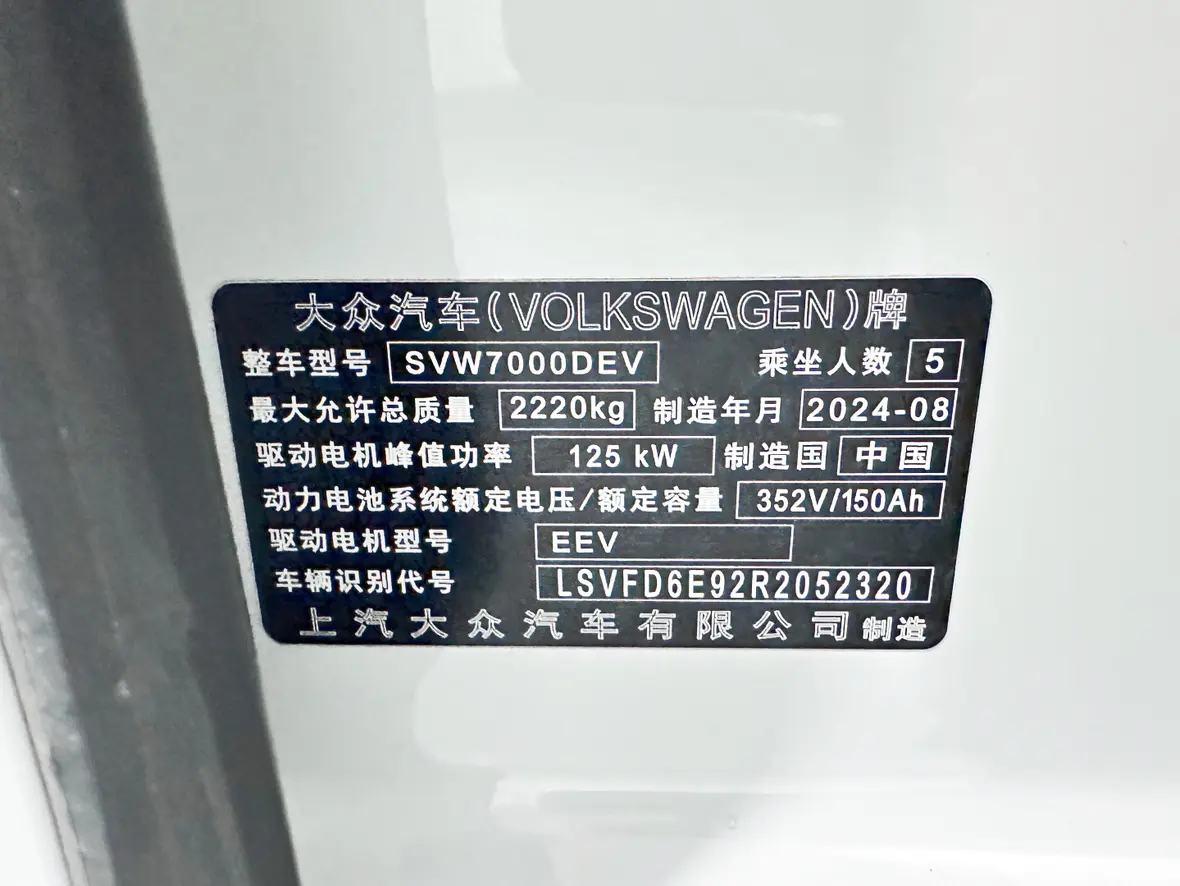 大众汽车(VOLKSWAGEN)牌
整车型号 SVW7000DEV 乘坐人数 5
最大允许总质量 2220kg 制造年月 2024-08
驱动电机峰值功率 125 kW 制造国 中国
动力电池系统额定电压/额定容量 352V/150Ah
驱动电机型号 EEV
车辆识别代号 LSVFD6E92R2052320
上汽大众汽车有限公司制造